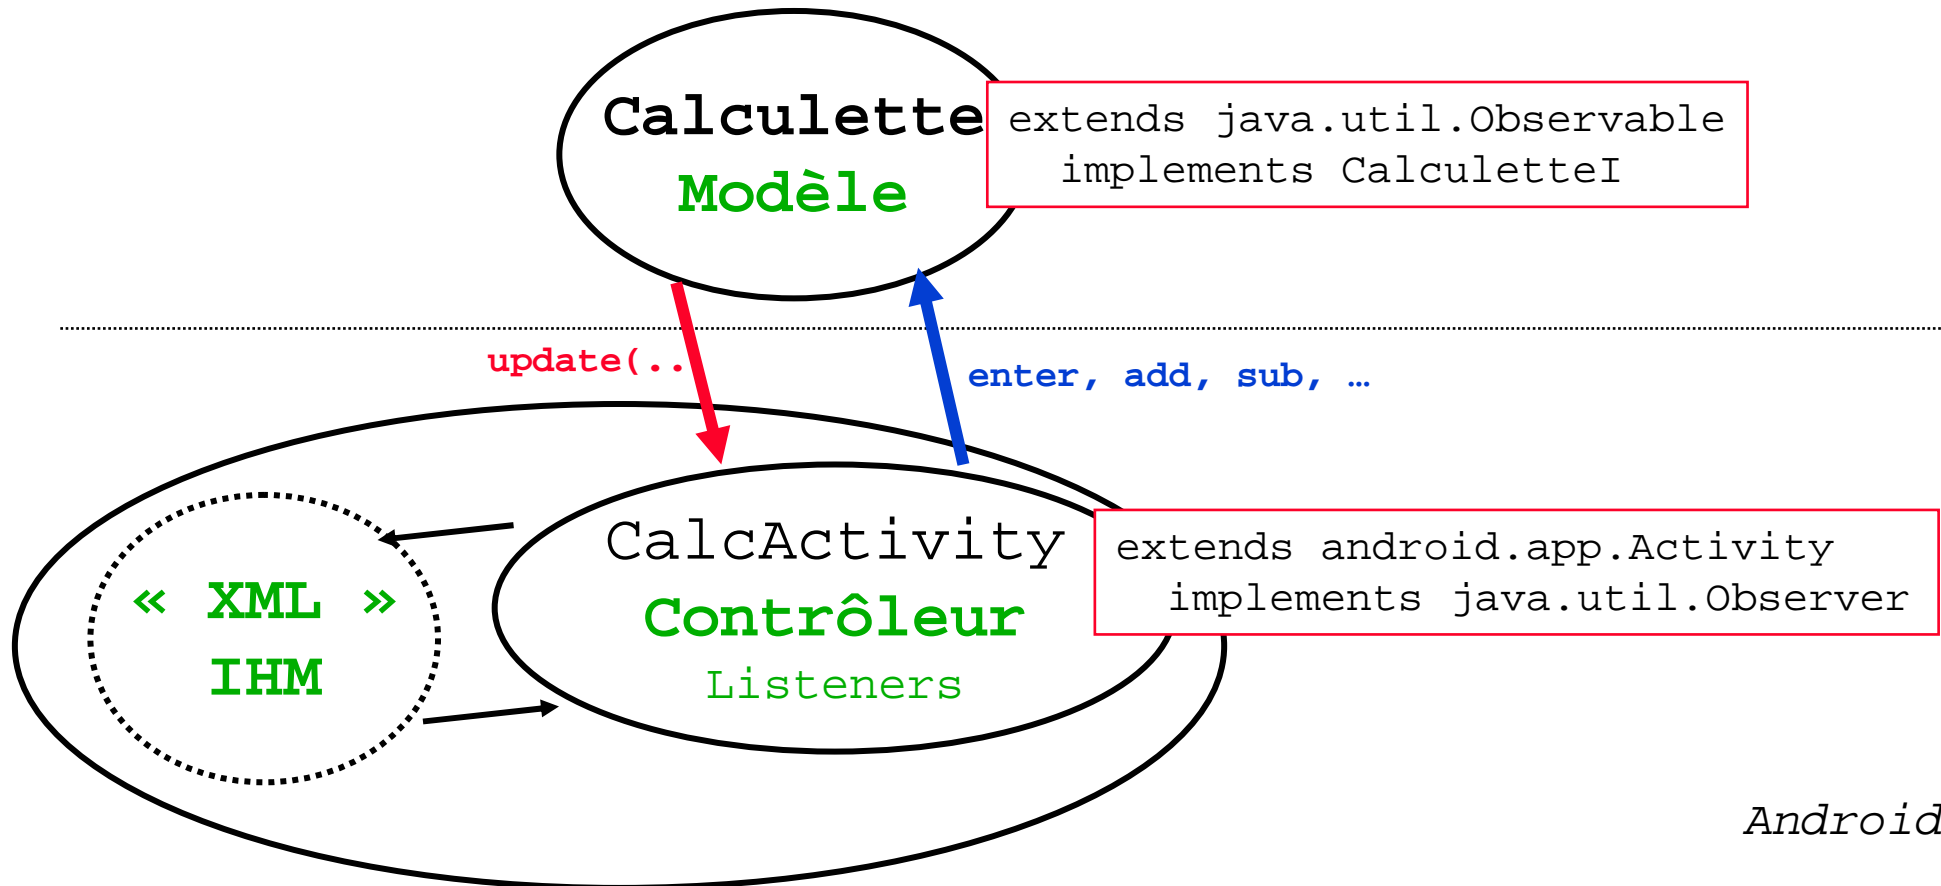 Calculette
Modèle
extends java.util.Observable
implements CalculetteI
update(..
enter, add, sub, …
CalcActivity
Contrôleur
Listeners
extends android.app.Activity
implements java.util.Observer
« XML »
IHM
Android